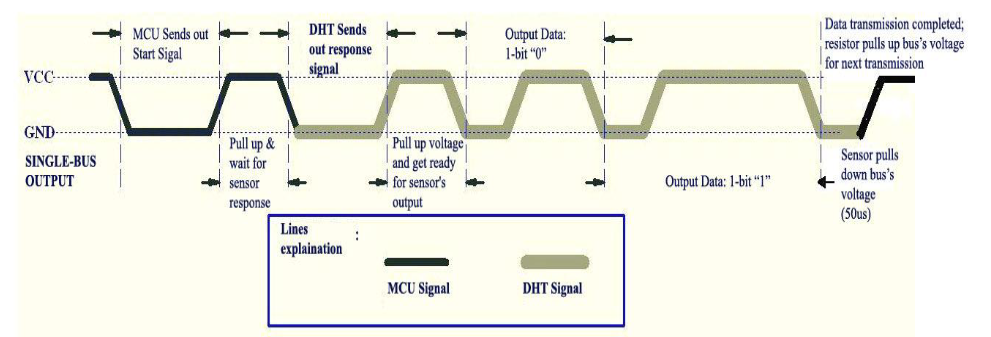 MCU Sends out
Start Sigal
DHT Sends
out response
signal
Output Data:
1-bit “0”
Data transmission completed;
resistor pulls up bus's voltage
for next transmission
VCC
GND
SINGLE-BUS
OUTPUT
Pull up &
wait for
sensor
response
Pull up voltage
and get ready
for sensor's
output
Output Data: 1-bit “1”
Sensor pulls
down bus's
voltage
(50us)
Lines
explaination :
MCU Signal
DHT Signal